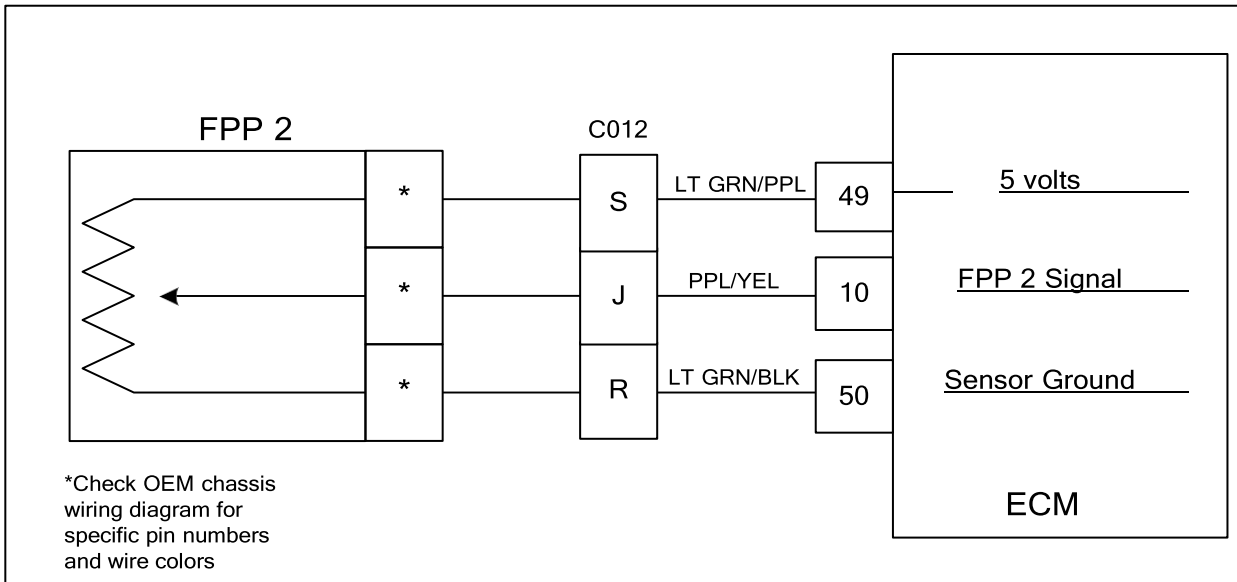 FPP 2
C012
*
S
LT GRN/PPL
49
5 volts
*
J
PPL/YEL
10
FPP 2 Signal
*
R
LT GRN/BLK
50
Sensor Ground
ECM
*Check OEM chassis
wiring diagram for
specific pin numbers
and wire colors